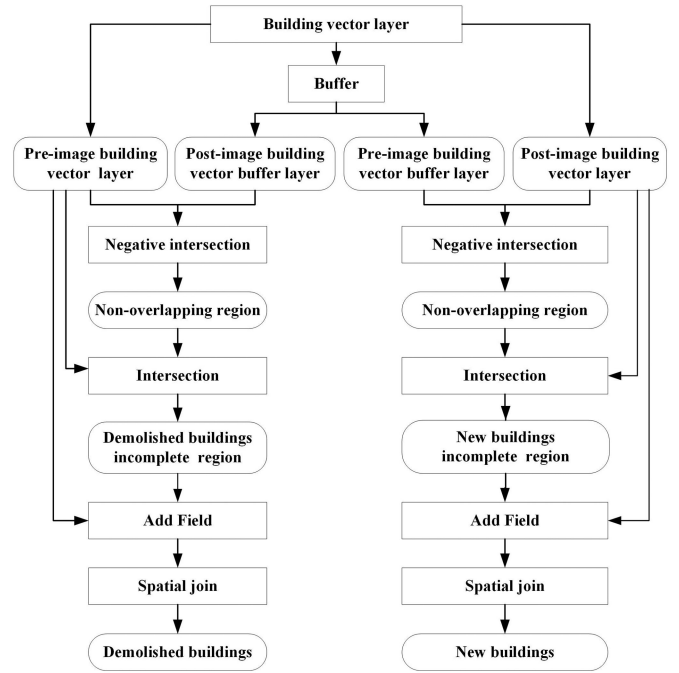 Building vector layer
Buffer
Pre-image building
vector layer
Post-image building
vector buffer layer
Pre-image building
vector buffer layer
Post-image building
vector layer
Negative intersection
Negative intersection
Non-overlapping region
Non-overlapping region
Intersection
Intersection
Demolished buildings
incomplete region
New buildings
incomplete region
Add Field
Add Field
Spatial join
Spatial join
Demolished buildings
New buildings